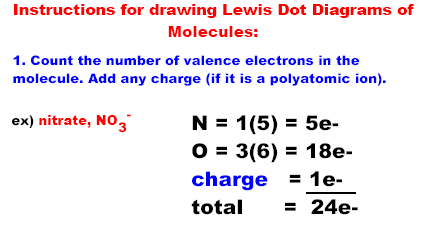 Instructions for drawing Lewis Dot Diagrams of
Molecules:
1. Count the number of valence electrons in the
molecule. Add any charge (if it is a polyatomic ion).
ex) nitrate, NO₃⁻
N = 1(5) = 5e-
O = 3(6) = 18e-
charge = 1e-
total = 24e-